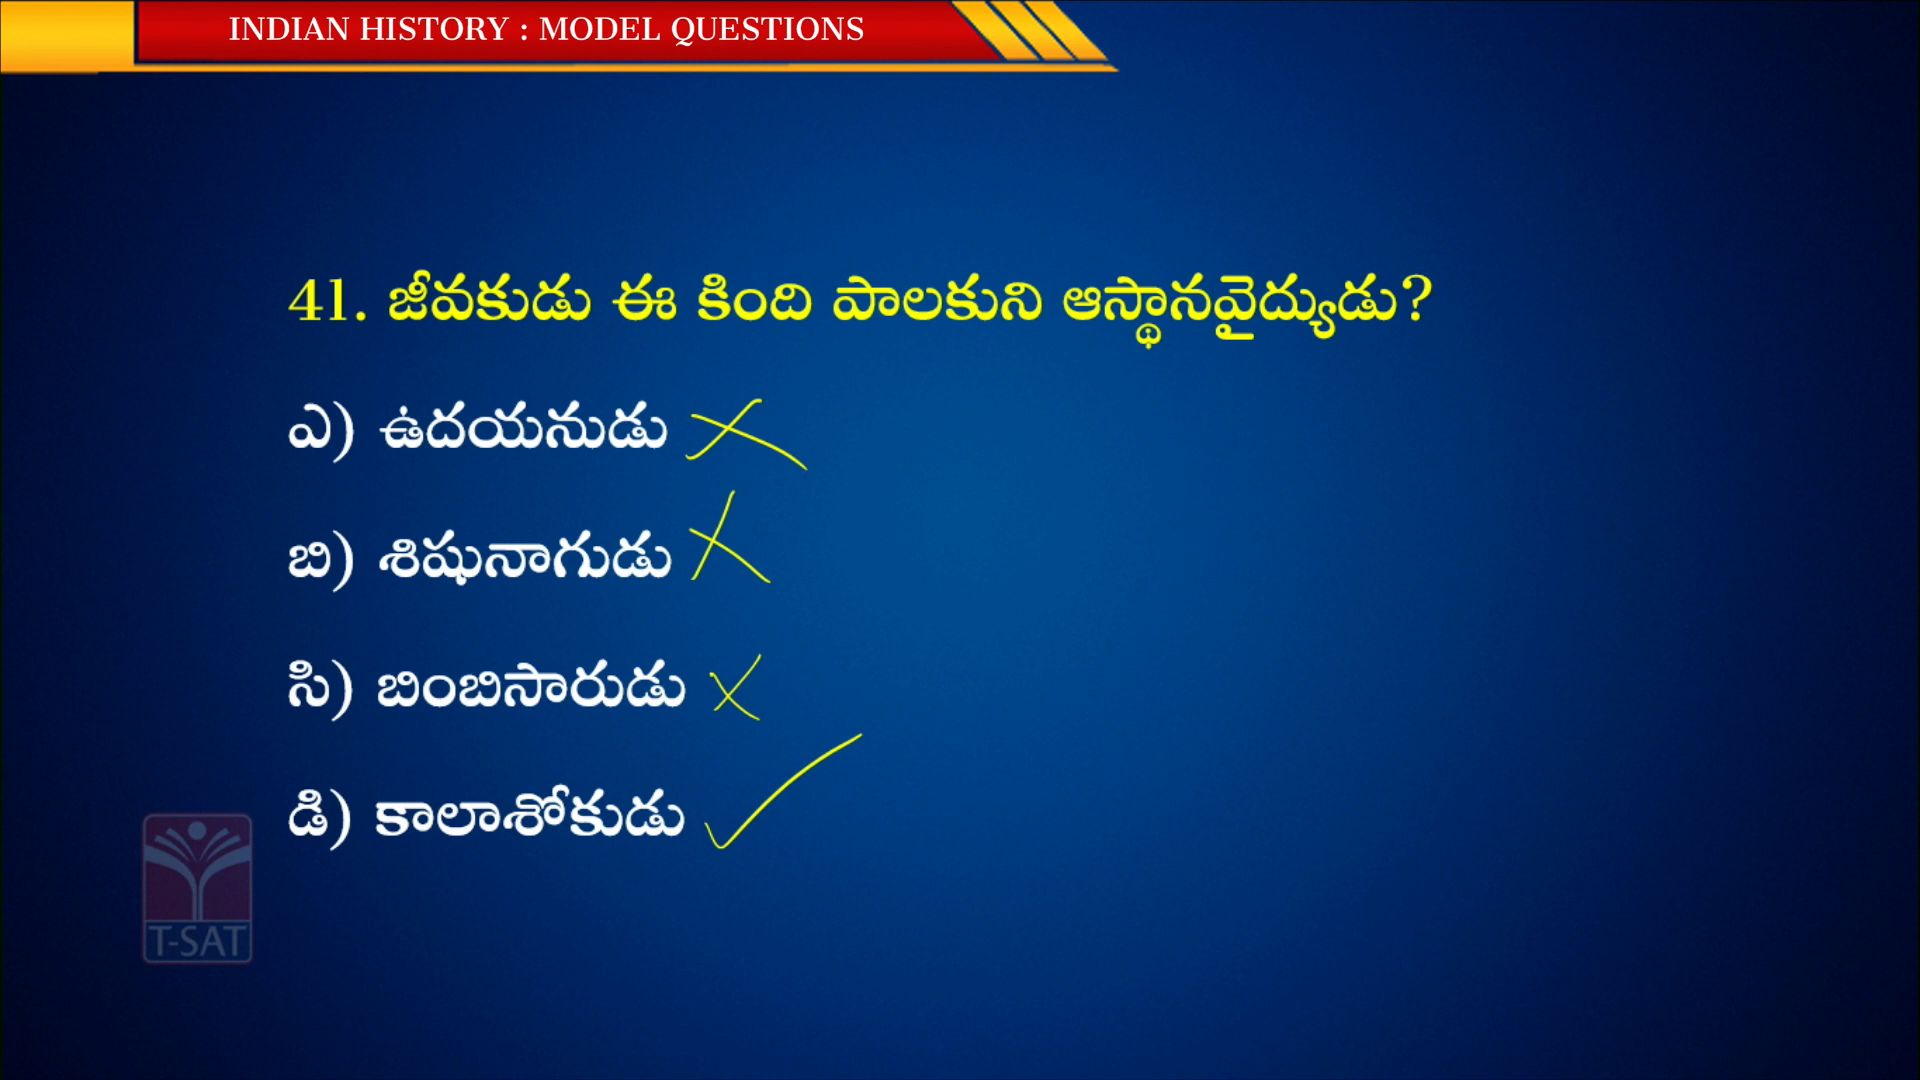 INDIAN HISTORY : MODEL QUESTIONS
41. జీవకుడు ఈ కింది పాలకుని ఆస్థానవైద్యుడు?
ఎ) ఉదయనుడు
బి) శిషునాగుడు
సి) బింబిసారుడు
డి) కాలాశోకుడు
T-SAT